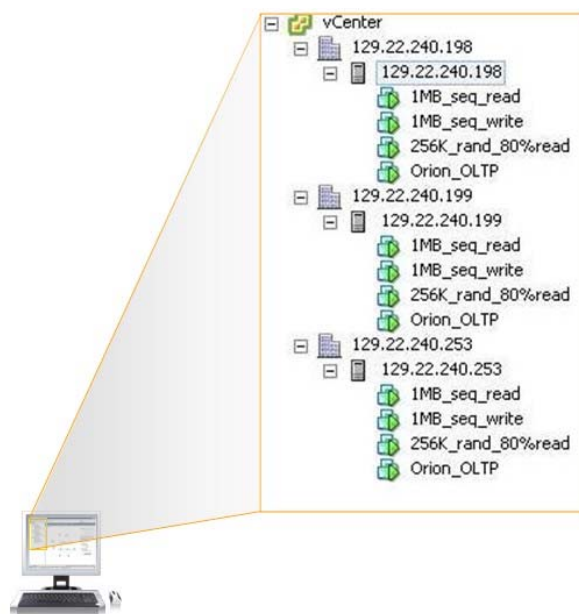 vCenter
129.22.240.198
129.22.240.198
1MB_seq_read
1MB_seq_write
256K_rand_80%read
Orion_OLTP
129.22.240.199
129.22.240.199
1MB_seq_read
1MB_seq_write
256K_rand_80%read
Orion_OLTP
129.22.240.253
129.22.240.253
1MB_seq_read
1MB_seq_write
256K_rand_80%read
Orion_OLTP